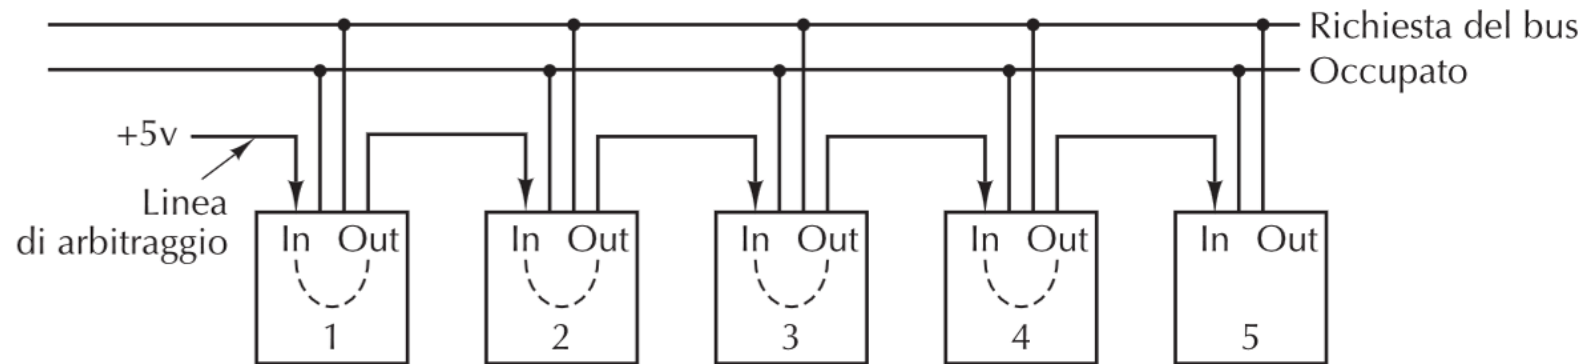 Richiesta del bus
Occupato
+5v
Linea
di arbitraggio
In Out In Out In Out In Out In Out
1 2 3 4 5